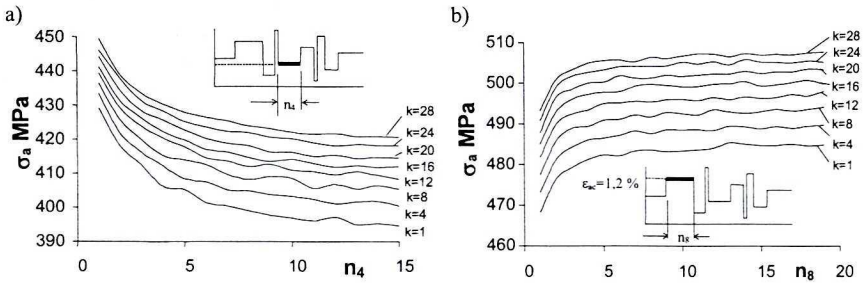 a)
σa MPa
450
440
430
420
410
400
390
0
5
10
15
n4
n4
k=28
k=24
k=20
k=16
k=12
k=8
k=4
k=1
b)
σa MPa
510
500
490
480
470
460
0
5
10
15
20
n8
εac=1,2 %
n8
k=28
k=24
k=20
k=16
k=12
k=8
k=4
k=1